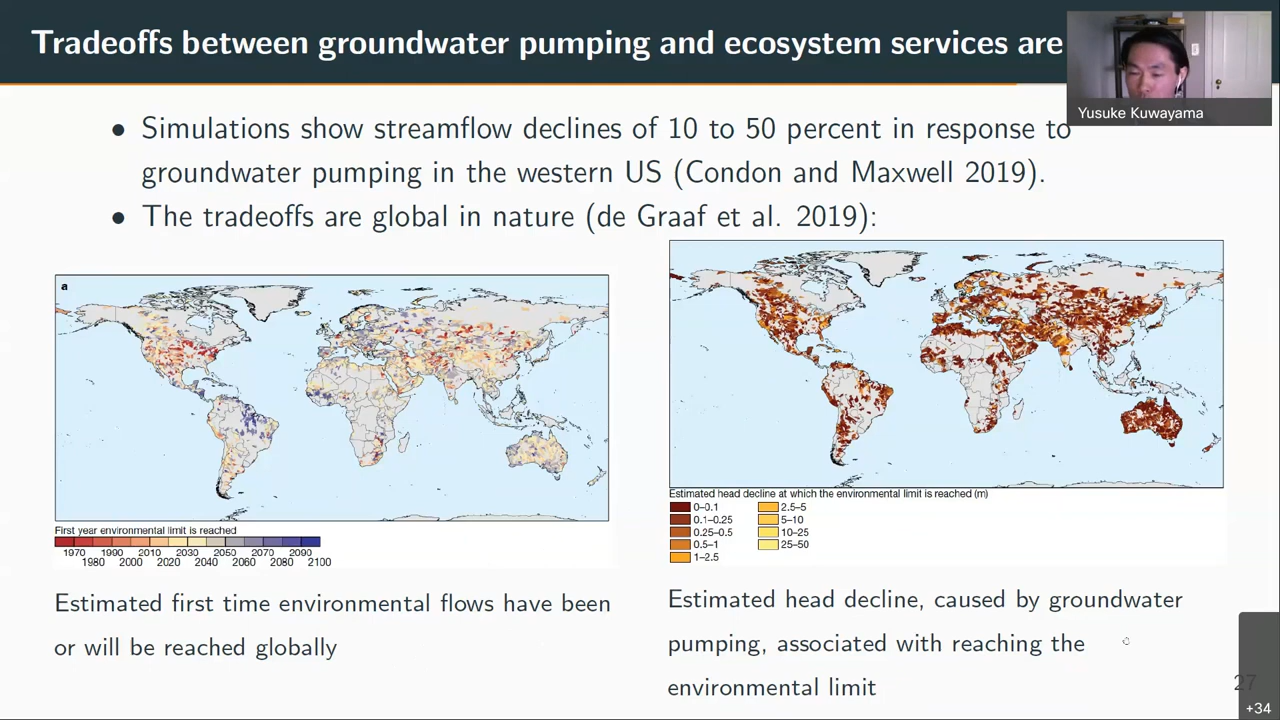 Tradeoffs between groundwater pumping and ecosystem services are
Yusuke Kuwayama
• Simulations show streamflow declines of 10 to 50 percent in response to
groundwater pumping in the western US (Condon and Maxwell 2019).
• The tradeoffs are global in nature (de Graaf et al. 2019):
a
First year environmental limit is reached
1970 1990 2010 2030 2050 2070 2090
1980 2000 2020 2040 2060 2080 2100
Estimated first time environmental flows have been
or will be reached globally
Estimated head decline at which the environmental limit is reached (m)
0–0.1 2.5–5
0.1–0.25 5–10
0.25–0.5 10–25
0.5–1 25–50
1–2.5
Estimated head decline, caused by groundwater
pumping, associated with reaching the
environmental limit
27
+34